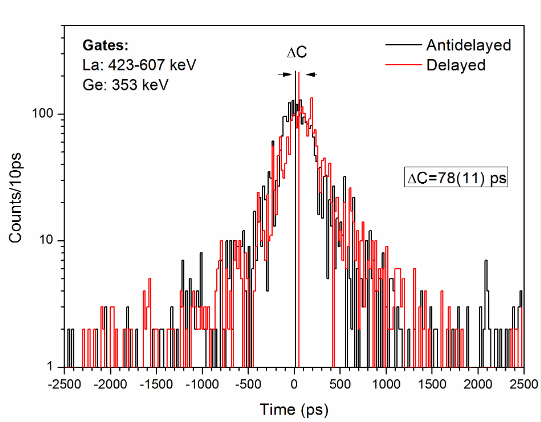 Gates:
La: 423-607 keV
Ge: 353 keV
ΔC
Antidelayed
Delayed
ΔC=78(11) ps
Counts/10ps
100
10
1
-2500 -2000 -1500 -1000 -500 0 500 1000 1500 2000 2500
Time (ps)